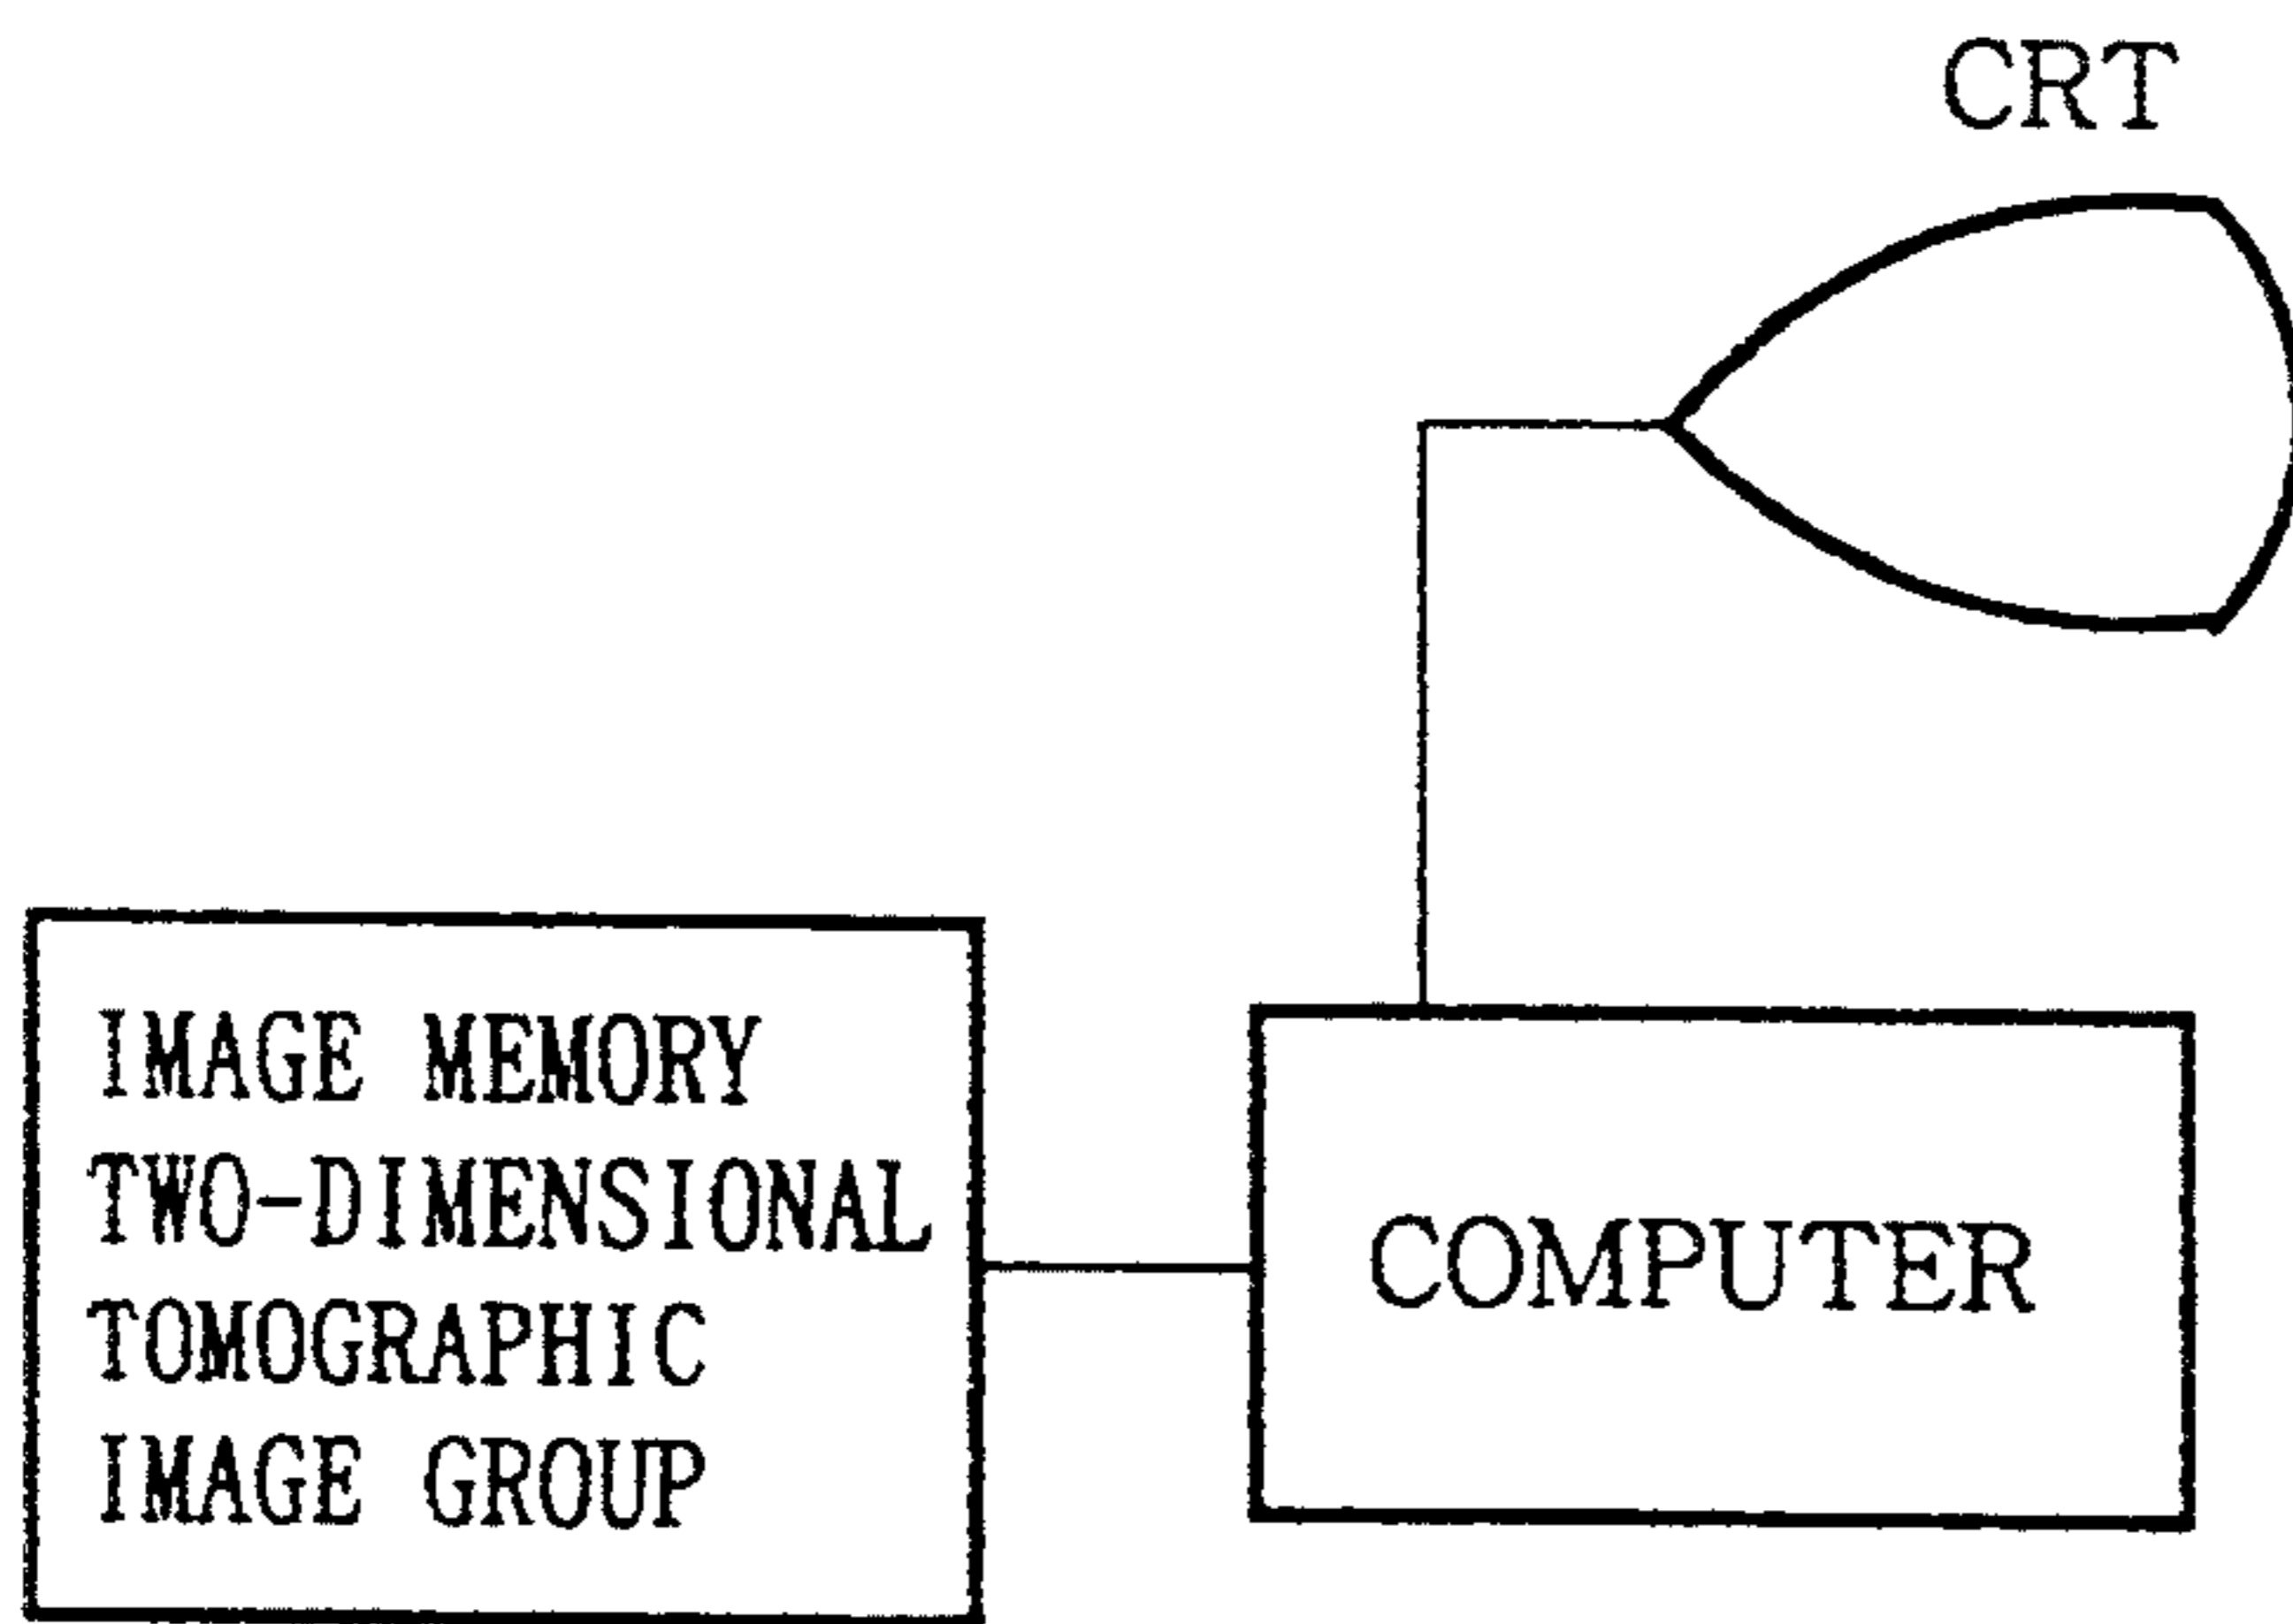 CRT
IMAGE MEMORY
TWO-DIMENSIONAL
TOMOGRAPHIC
IMAGE GROUP
COMPUTER